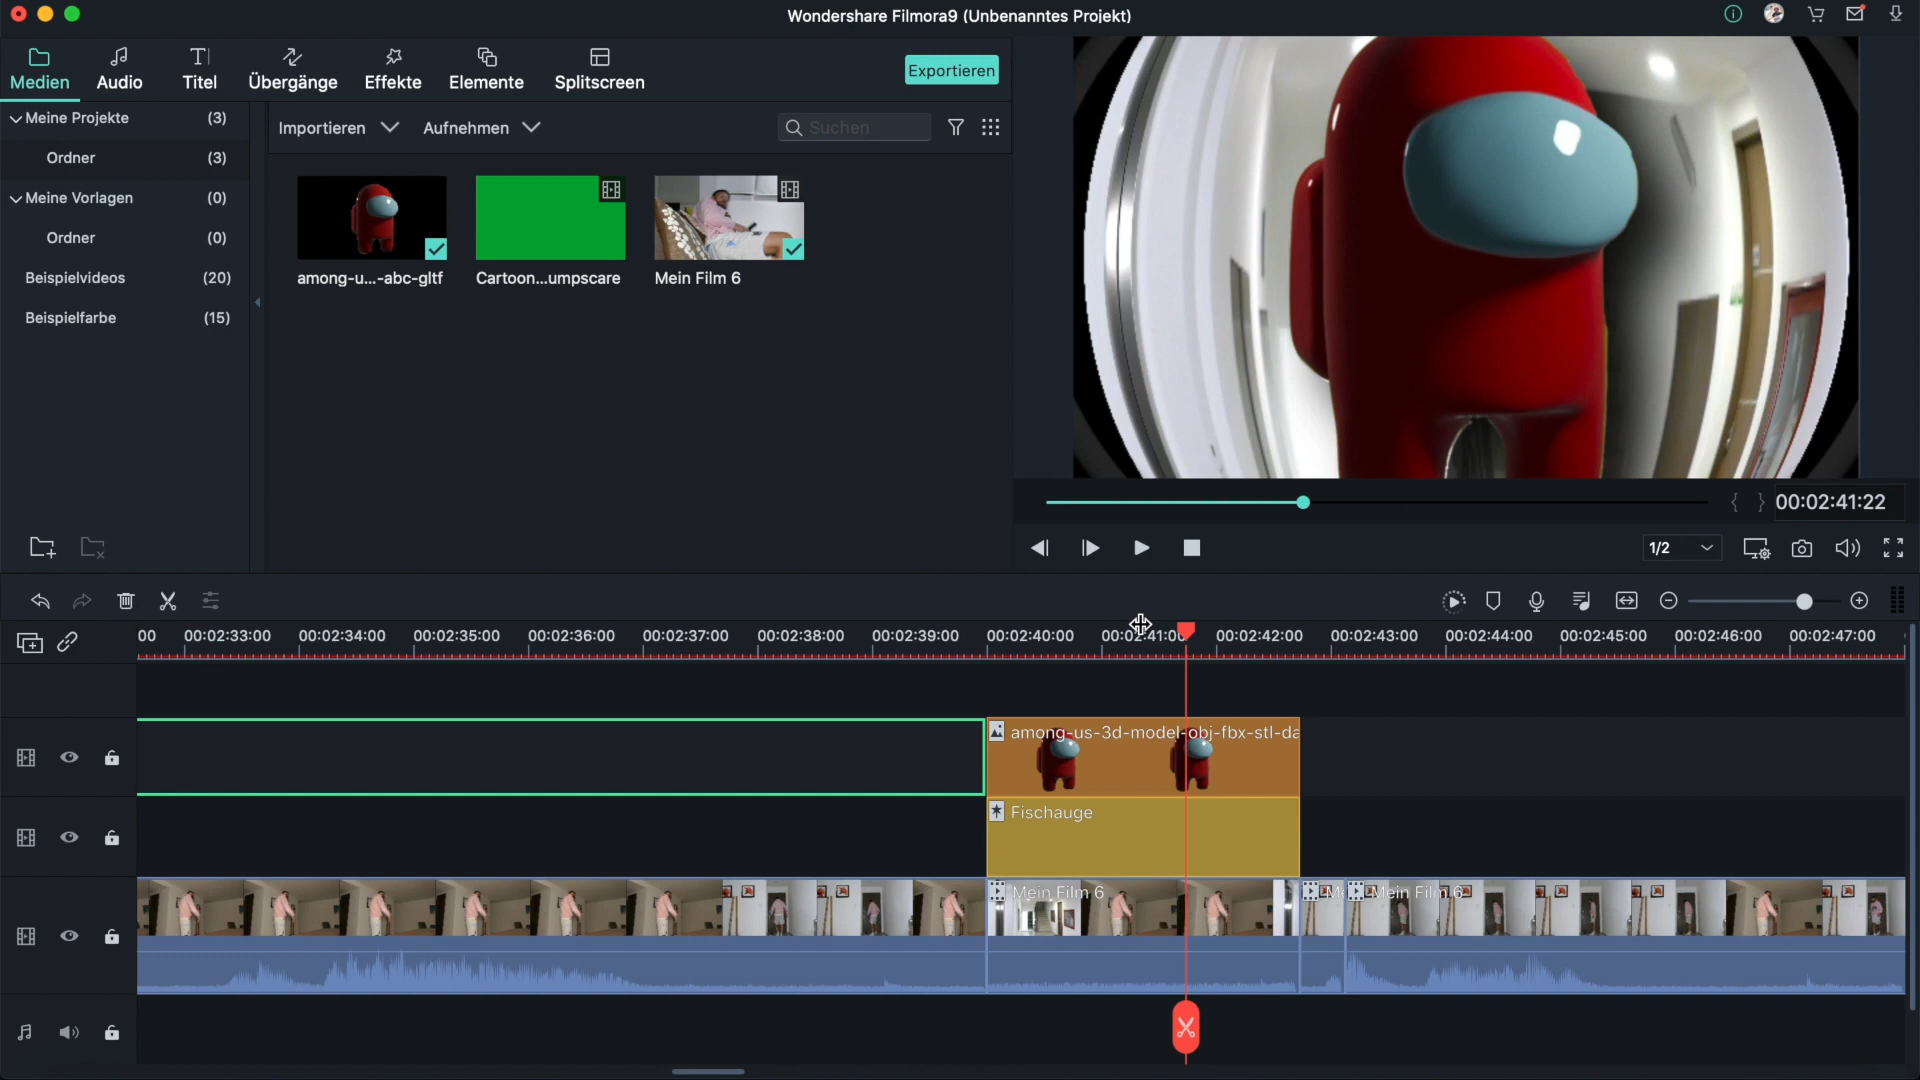 Wondershare Filmora9 (Unbenanntes Projekt)
Medien
Audio
Titel
Übergänge
Effekte
Elemente
Splitscreen
Exportieren
Meine Projekte (3)
Ordner (3)
Meine Vorlagen (0)
Ordner (0)
Beispielvideos (20)
Beispielfarbe (15)
Importieren
Aufnehmen
Suchen
among-u...-abc-gltf
Cartoon...umpscare
Mein Film 6
{ } 00:02:41:22
1/2
00 00:02:33:00 00:02:34:00 00:02:35:00 00:02:36:00 00:02:37:00 00:02:38:00 00:02:39:00 00:02:40:00 00:02:41:00 00:02:42:00 00:02:43:00 00:02:44:00 00:02:45:00 00:02:46:00 00:02:47:00
among-us-3d-model-obj-fbx-stl-da
Fischauge
Mein Film 6
Me
Mein Film 6